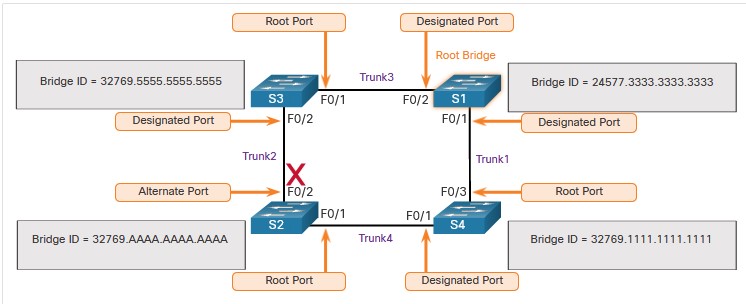 Root Port
Designated Port
Root Bridge
Trunk3
Bridge ID = 32769.5555.5555.5555
Bridge ID = 24577.3333.3333.3333
S3
F0/1
F0/2
S1
Designated Port
F0/2
F0/1
Designated Port
Trunk2
X
Trunk1
Alternate Port
F0/2
F0/3
Root Port
S2
F0/1
F0/1
S4
Bridge ID = 32769.AAAA.AAAA.AAAA
Trunk4
Bridge ID = 32769.1111.1111.1111
Root Port
Designated Port